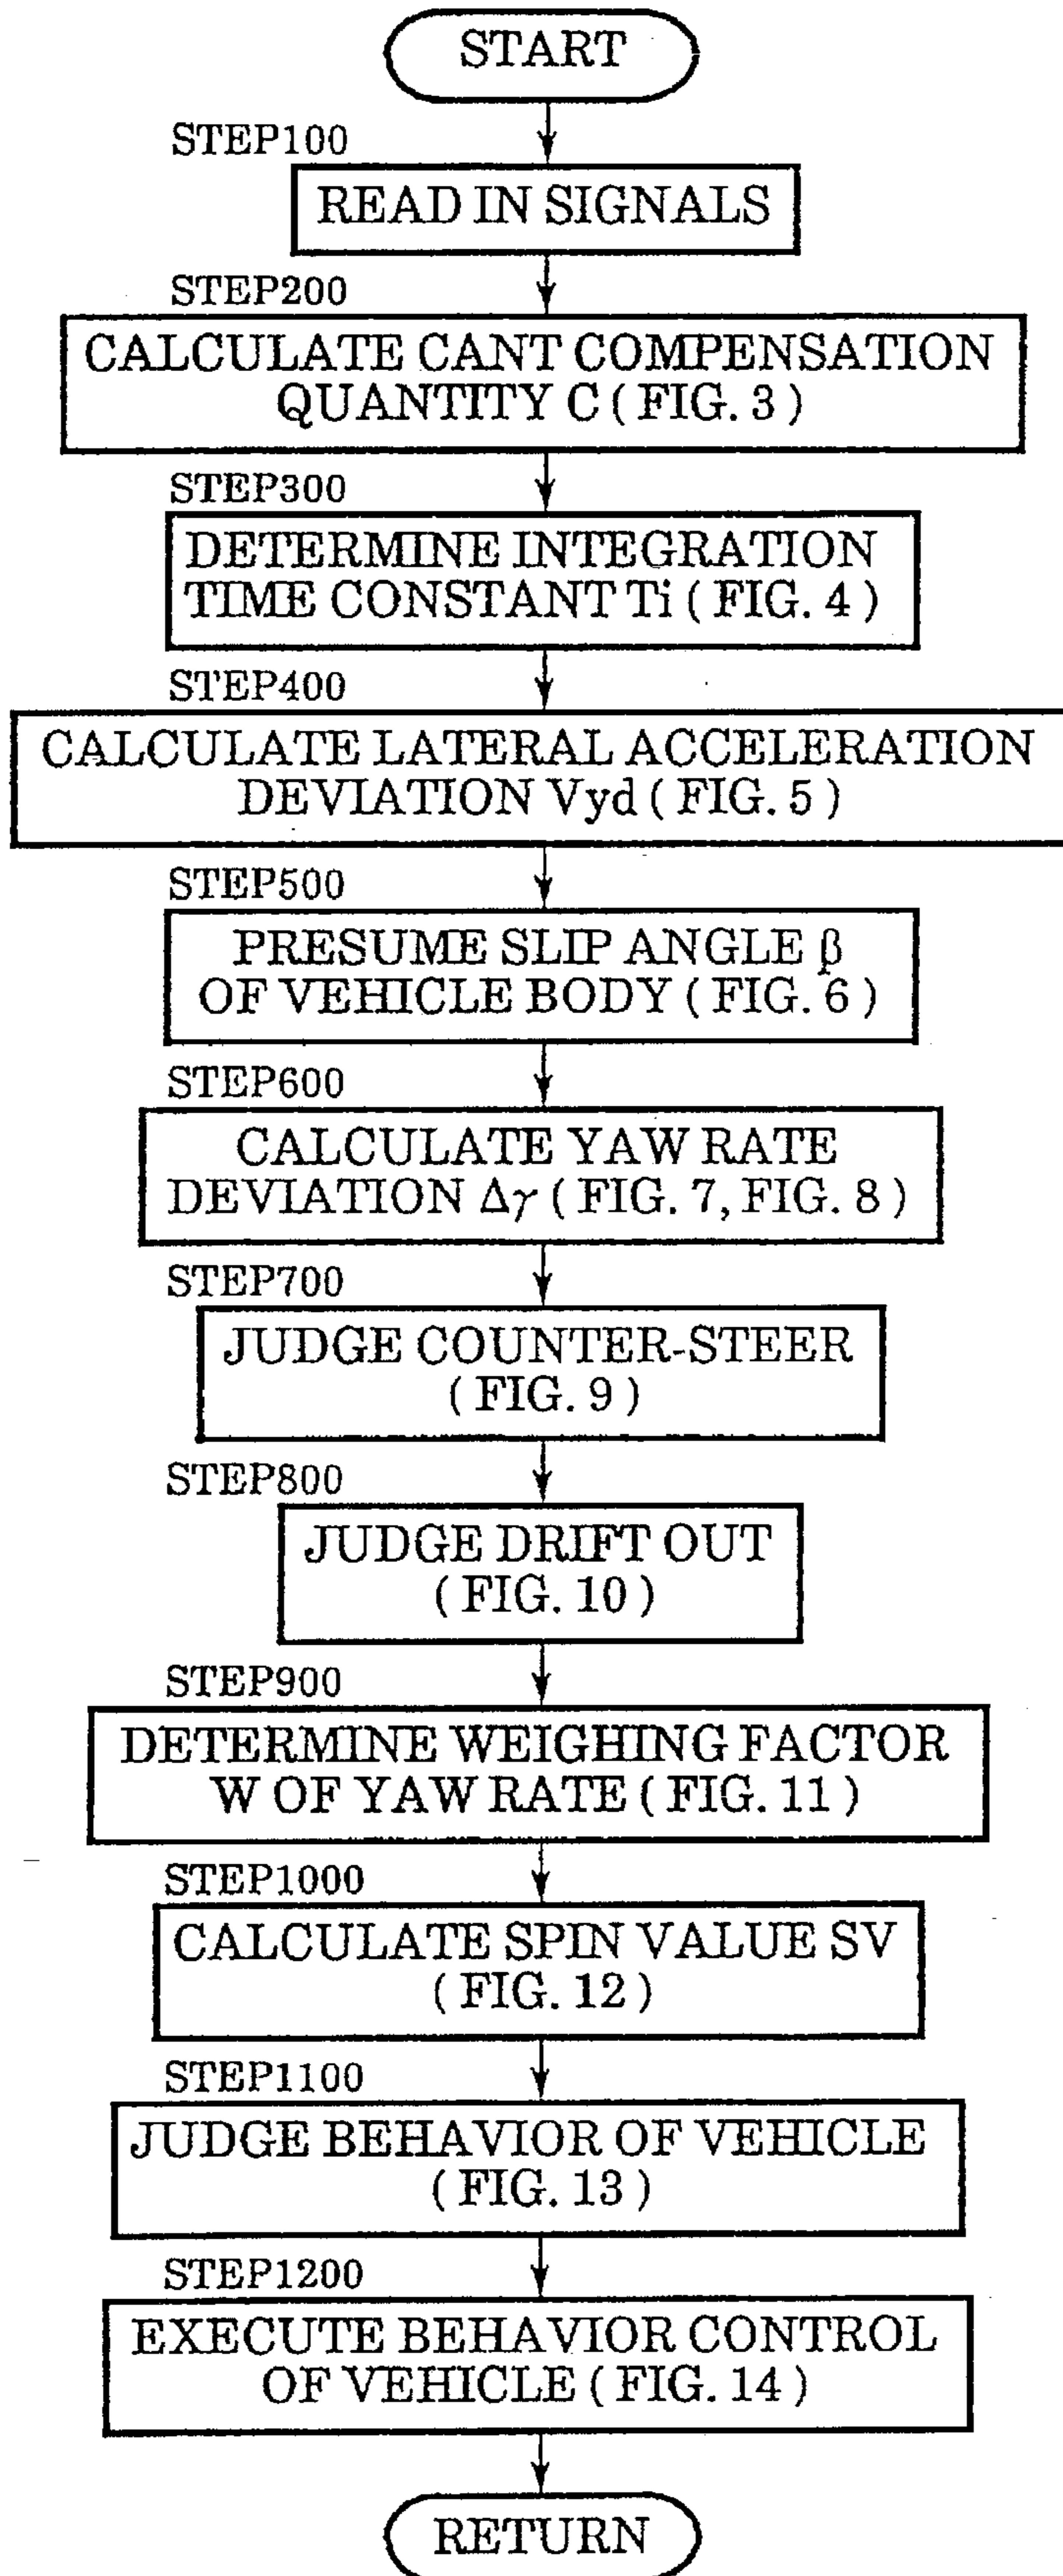 START
STEP100
READ IN SIGNALS
STEP200
CALCULATE CANT COMPENSATION
QUANTITY C ( FIG. 3 )
STEP300
DETERMINE INTEGRATION
TIME CONSTANT Ti ( FIG. 4 )
STEP400
CALCULATE LATERAL ACCELERATION
DEVIATION Vyd ( FIG. 5 )
STEP500
PRESUME SLIP ANGLE β
OF VEHICLE BODY ( FIG. 6 )
STEP600
CALCULATE YAW RATE
DEVIATION Δγ ( FIG. 7, FIG. 8 )
STEP700
JUDGE COUNTER-STEER
( FIG. 9 )
STEP800
JUDGE DRIFT OUT
( FIG. 10 )
STEP900
DETERMINE WEIGHING FACTOR
W OF YAW RATE ( FIG. 11 )
STEP1000
CALCULATE SPIN VALUE SV
( FIG. 12 )
STEP1100
JUDGE BEHAVIOR OF VEHICLE
( FIG. 13 )
STEP1200
EXECUTE BEHAVIOR CONTROL
OF VEHICLE ( FIG. 14 )
RETURN